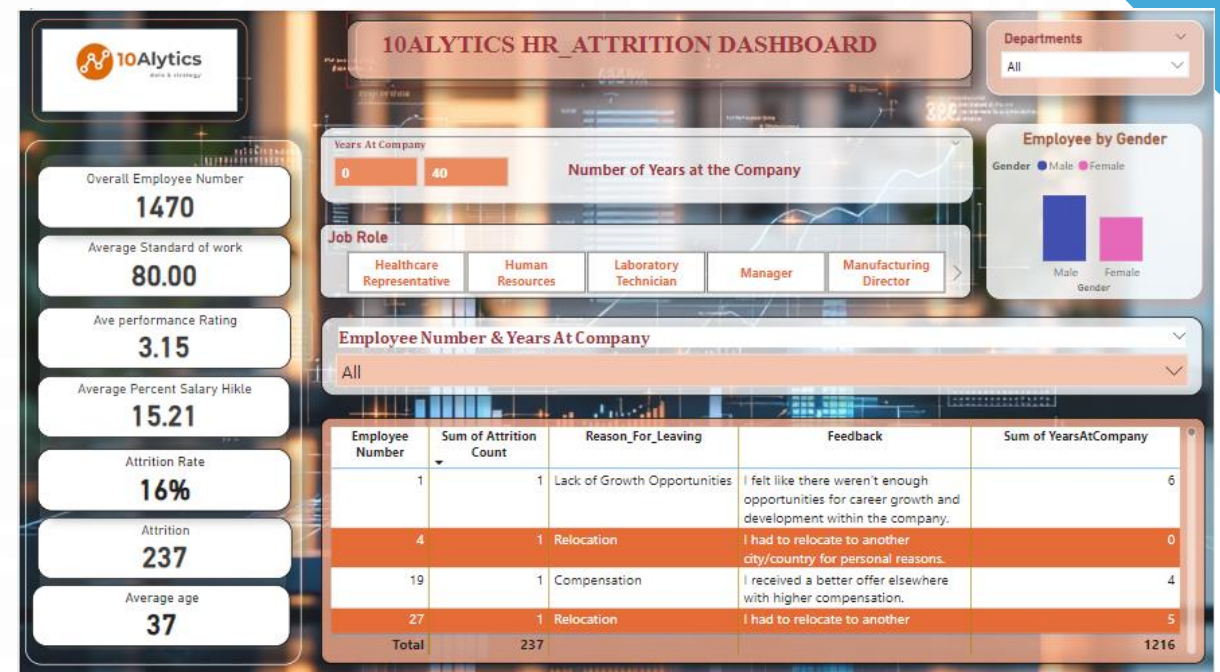 10Alytics
data & strategy
10ALYTICS HR_ATTRITION DASHBOARD
Departments
All
Overall Employee Number
1470
Average Standard of work
80.00
Ave performance Rating
3.15
Average Percent Salary Hikle
15.21
Attrition Rate
16%
Attrition
237
Average age
37
Years At Company
0 40
Number of Years at the Company
Job Role
Healthcare
Representative
Human
Resources
Laboratory
Technician
Manager
Manufacturing
Director
Employee by Gender
Gender Male Female
Male Female
Gender
Employee Number & Years At Company
All
Employee
Number
Sum of Attrition
Count
Reason_For_Leaving
Feedback
Sum of YearsAtCompany
1 1 Lack of Growth Opportunities I felt like there weren't enough 6
opportunities for career growth and
development within the company.
4 1 Relocation I had to relocate to another 0
city/country for personal reasons.
19 1 Compensation I received a better offer elsewhere 4
with higher compensation.
27 1 Relocation I had to relocate to another 5
Total 237 1216